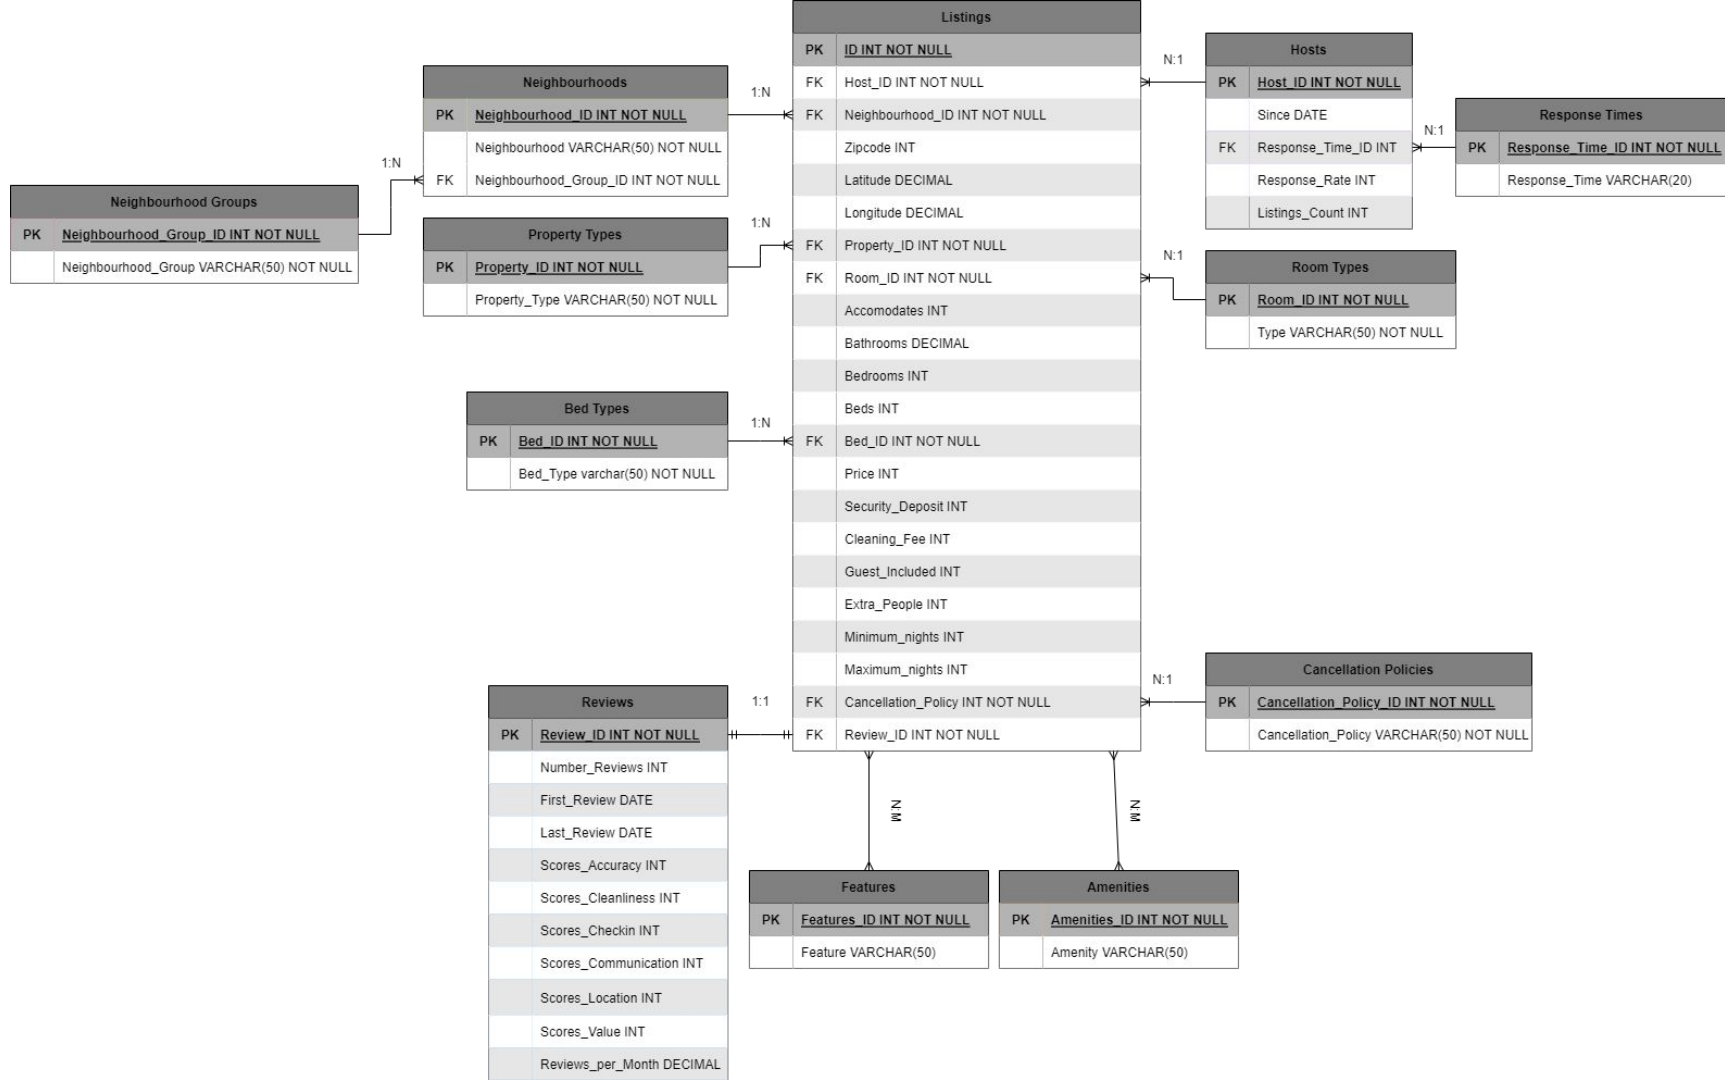 Listings
PK ID INT NOT NULL
FK Host_ID INT NOT NULL
FK Neighbourhood_ID INT NOT NULL
Zipcode INT
Latitude DECIMAL
Longitude DECIMAL
FK Property_ID INT NOT NULL
FK Room_ID INT NOT NULL
Accomodates INT
Bathrooms DECIMAL
Bedrooms INT
Beds INT
FK Bed_ID INT NOT NULL
Price INT
Security_Deposit INT
Cleaning_Fee INT
Guest_Included INT
Extra_People INT
Minimum_nights INT
Maximum_nights INT
FK Cancellation_Policy INT NOT NULL
FK Review_ID INT NOT NULL
Neighbourhoods
PK Neighbourhood_ID INT NOT NULL
Neighbourhood VARCHAR(50) NOT NULL
FK Neighbourhood_Group_ID INT NOT NULL
1:N
1:N
Neighbourhood Groups
PK Neighbourhood_Group_ID INT NOT NULL
Neighbourhood_Group VARCHAR(50) NOT NULL
Property Types
PK Property_ID INT NOT NULL
Property_Type VARCHAR(50) NOT NULL
1:N
Bed Types
PK Bed_ID INT NOT NULL
Bed_Type varchar(50) NOT NULL
1:N
Reviews
PK Review_ID INT NOT NULL
Number_Reviews INT
First_Review DATE
Last_Review DATE
Scores_Accuracy INT
Scores_Cleanliness INT
Scores_Checkin INT
Scores_Communication INT
Scores_Location INT
Scores_Value INT
Reviews_per_Month DECIMAL
1:1
Hosts
PK Host_ID INT NOT NULL
Since DATE
FK Response_Time_ID INT
Response_Rate INT
Listings_Count INT
N:1
N:1
Response Times
PK Response_Time_ID INT NOT NULL
Response_Time VARCHAR(20)
Room Types
PK Room_ID INT NOT NULL
Type VARCHAR(50) NOT NULL
N:1
Cancellation Policies
PK Cancellation_Policy_ID INT NOT NULL
Cancellation_Policy VARCHAR(50) NOT NULL
N:1
N:M
N:M
Features
PK Features_ID INT NOT NULL
Feature VARCHAR(50)
Amenities
PK Amenities_ID INT NOT NULL
Amenity VARCHAR(50)